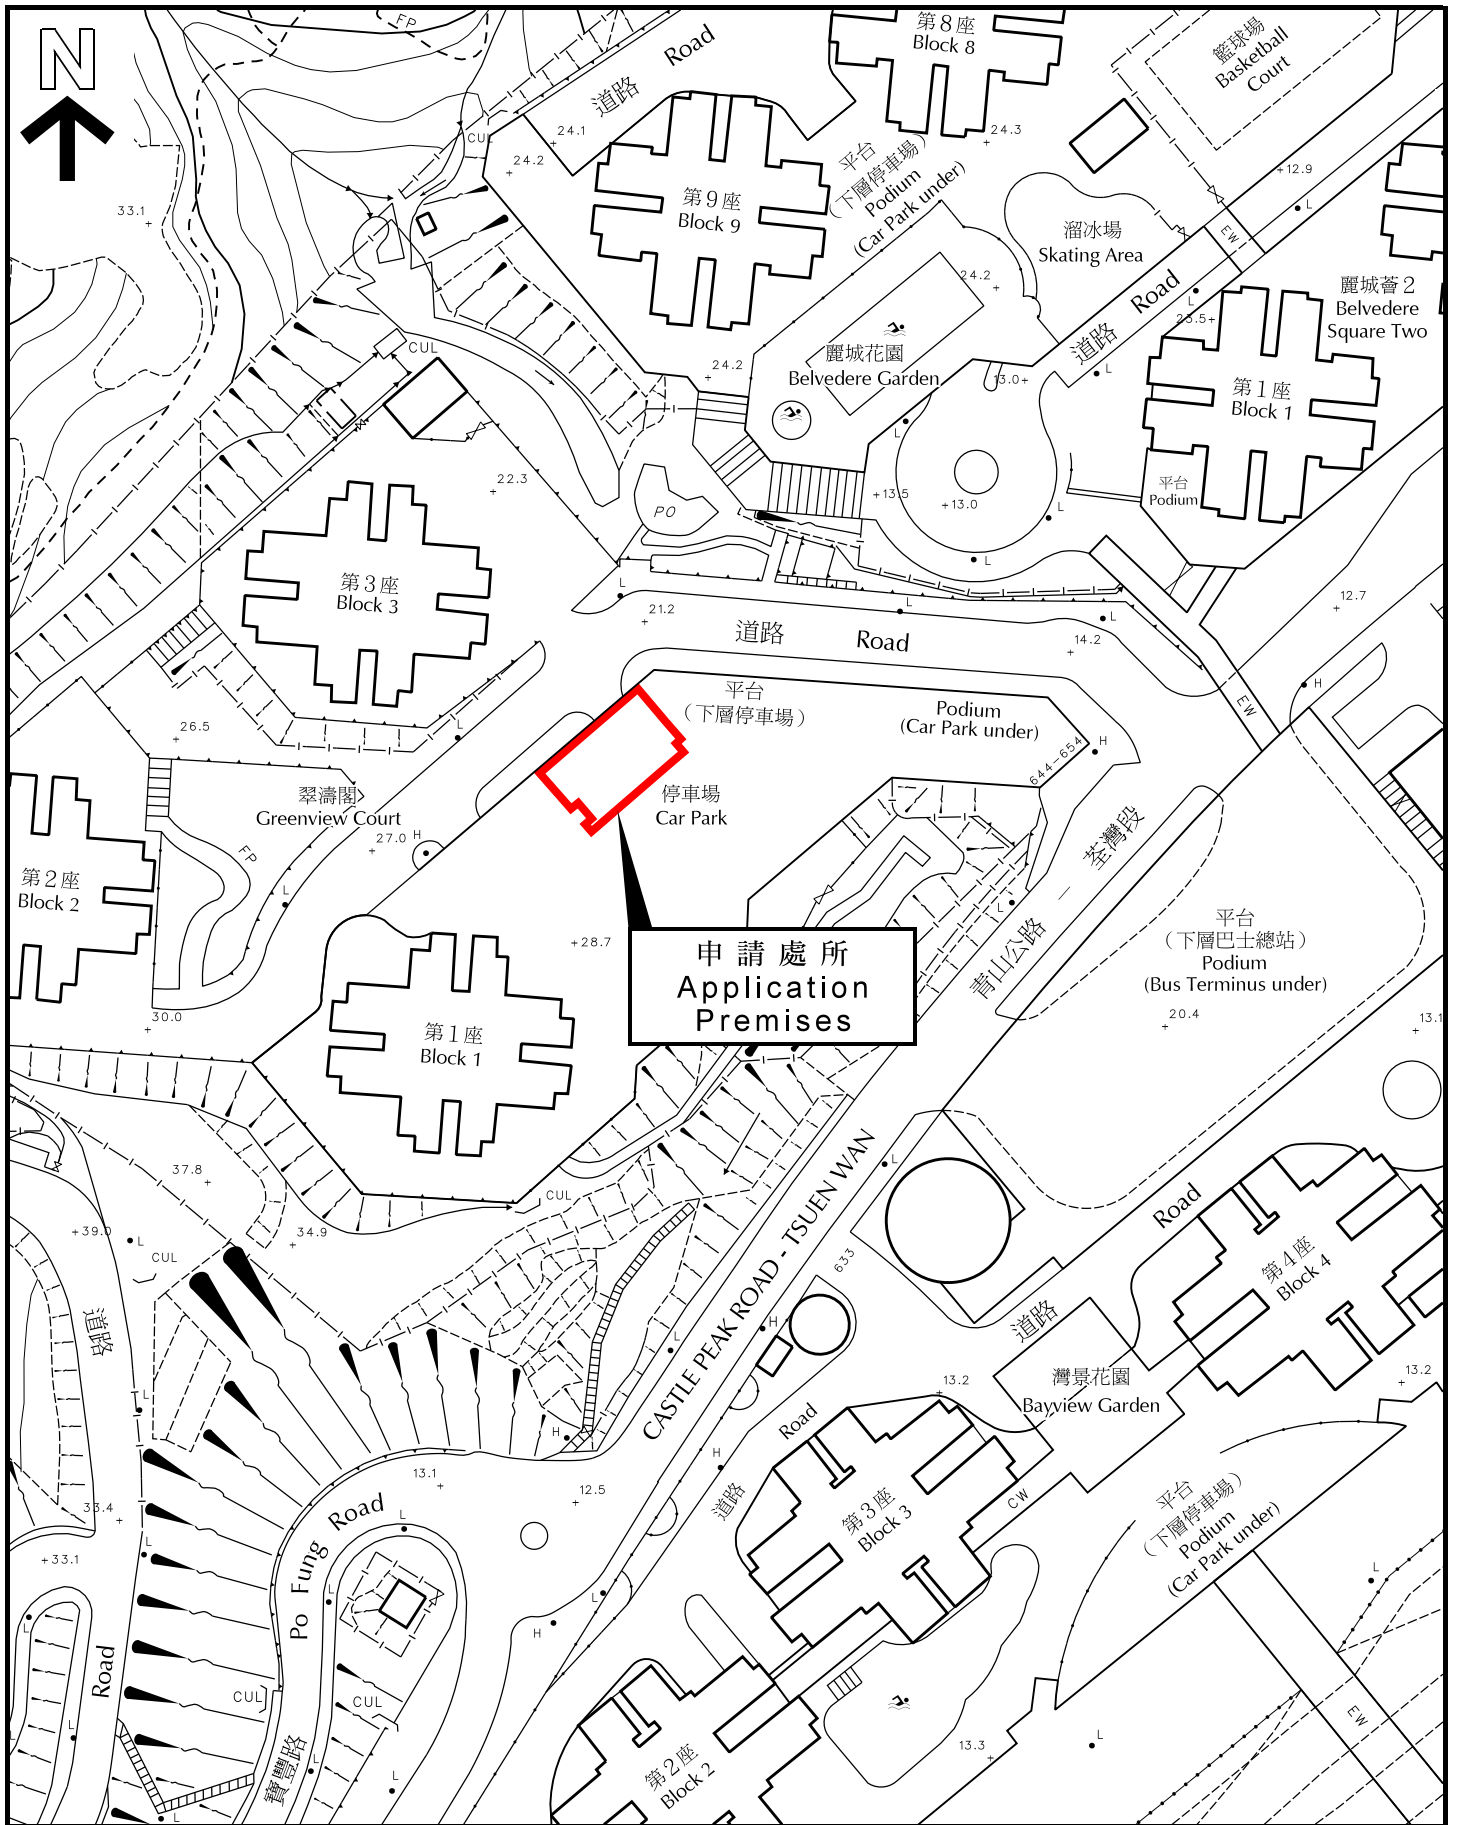 N
FP
道路 Road
第8座
Block 8
籃球場
Basketball
Court
CUL
24.1
24.2
24.3
平台
(下層停車場)
Podium
(Car Park under)
12.9
33.1
第9座
Block 9
L
溜冰場
Skating Area
EW
24.2
道路 Road
L
23.5
麗城薈2
Belvedere
Square Two
CUL
24.2
麗城花園
Belvedere Garden
13.0
L
第1座
Block 1
L
22.3
PO
13.5
13.0
L
平台
Podium
L
第3座
Block 3
L
21.2
L
道路 Road
L
14.2
12.7
H
EW
26.5
L
平台
(下層停車場)
Podium
(Car Park under)
644-654
H
翠濤閣
Greenview Court
停車場
Car Park
27.0
H
FP
第2座
Block 2
L
L
青山公路 － 荃灣段
平台
(下層巴士總站)
Podium
(Bus Terminus under)
28.7
申請處所
Application
Premises
30.0
20.4
13.1
第1座
Block 1
37.8
L
39.0
L
CUL
34.9
CUL
CASTLE PEAK ROAD - TSUEN WAN
633
Road
道路
第4座
Block 4
道路
H
L
灣景花園
Bayview Garden
13.2
13.2
L
H
H
Road
道路
13.1
12.5
33.4
L
33.1
L
Po Fung Road
寶豐路
第3座
Block 3
CW
平台
(下層停車場)
Podium
(Car Park under)
L
L
L
L
H
Road
CUL
CUL
L
L
L
L
第2座
Block 2
13.3
L
EW